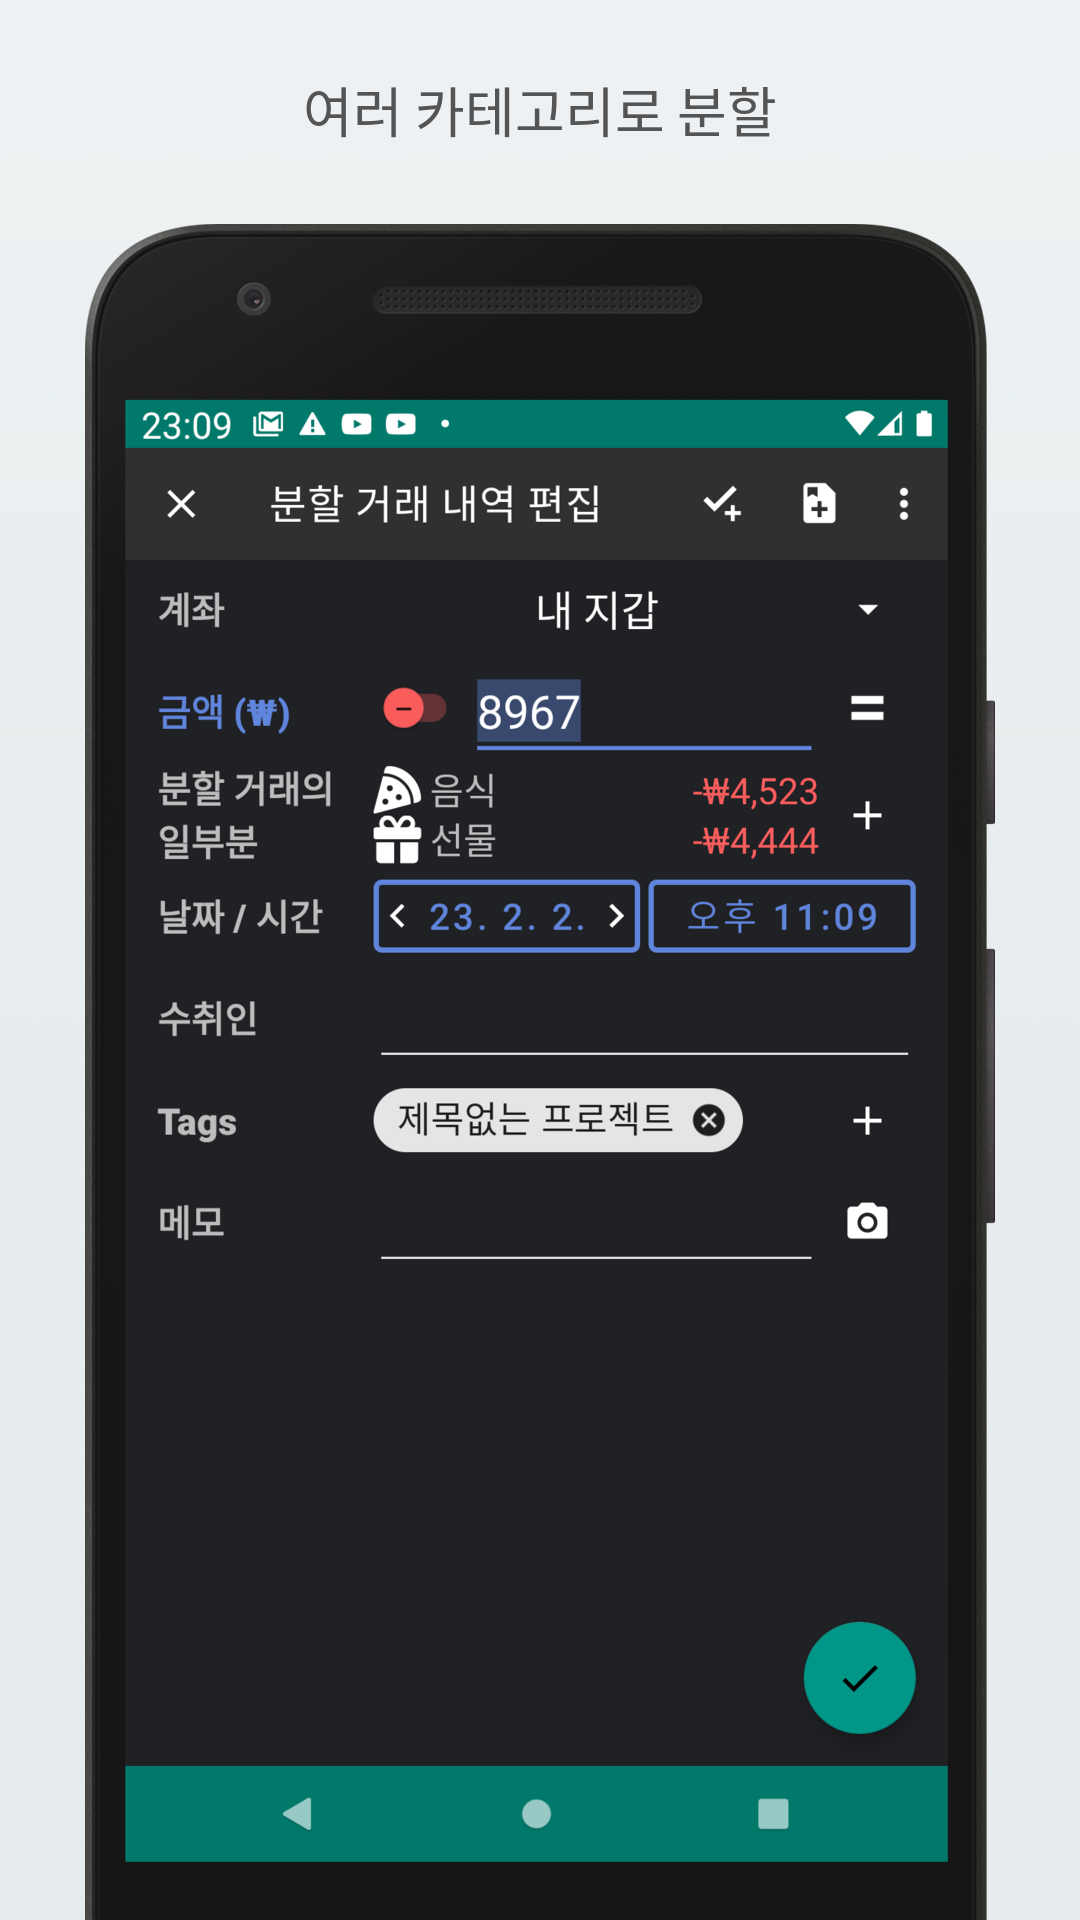 여러 카테고리로 분할
23:09
분할 거래 내역 편집
계좌 내 지갑
금액 (₩) 8967
분할 거래의 일부분
음식 -₩4,523
선물 -₩4,444
날짜 / 시간 23. 2. 2. 오후 11:09
수취인
Tags 제목없는 프로젝트
메모